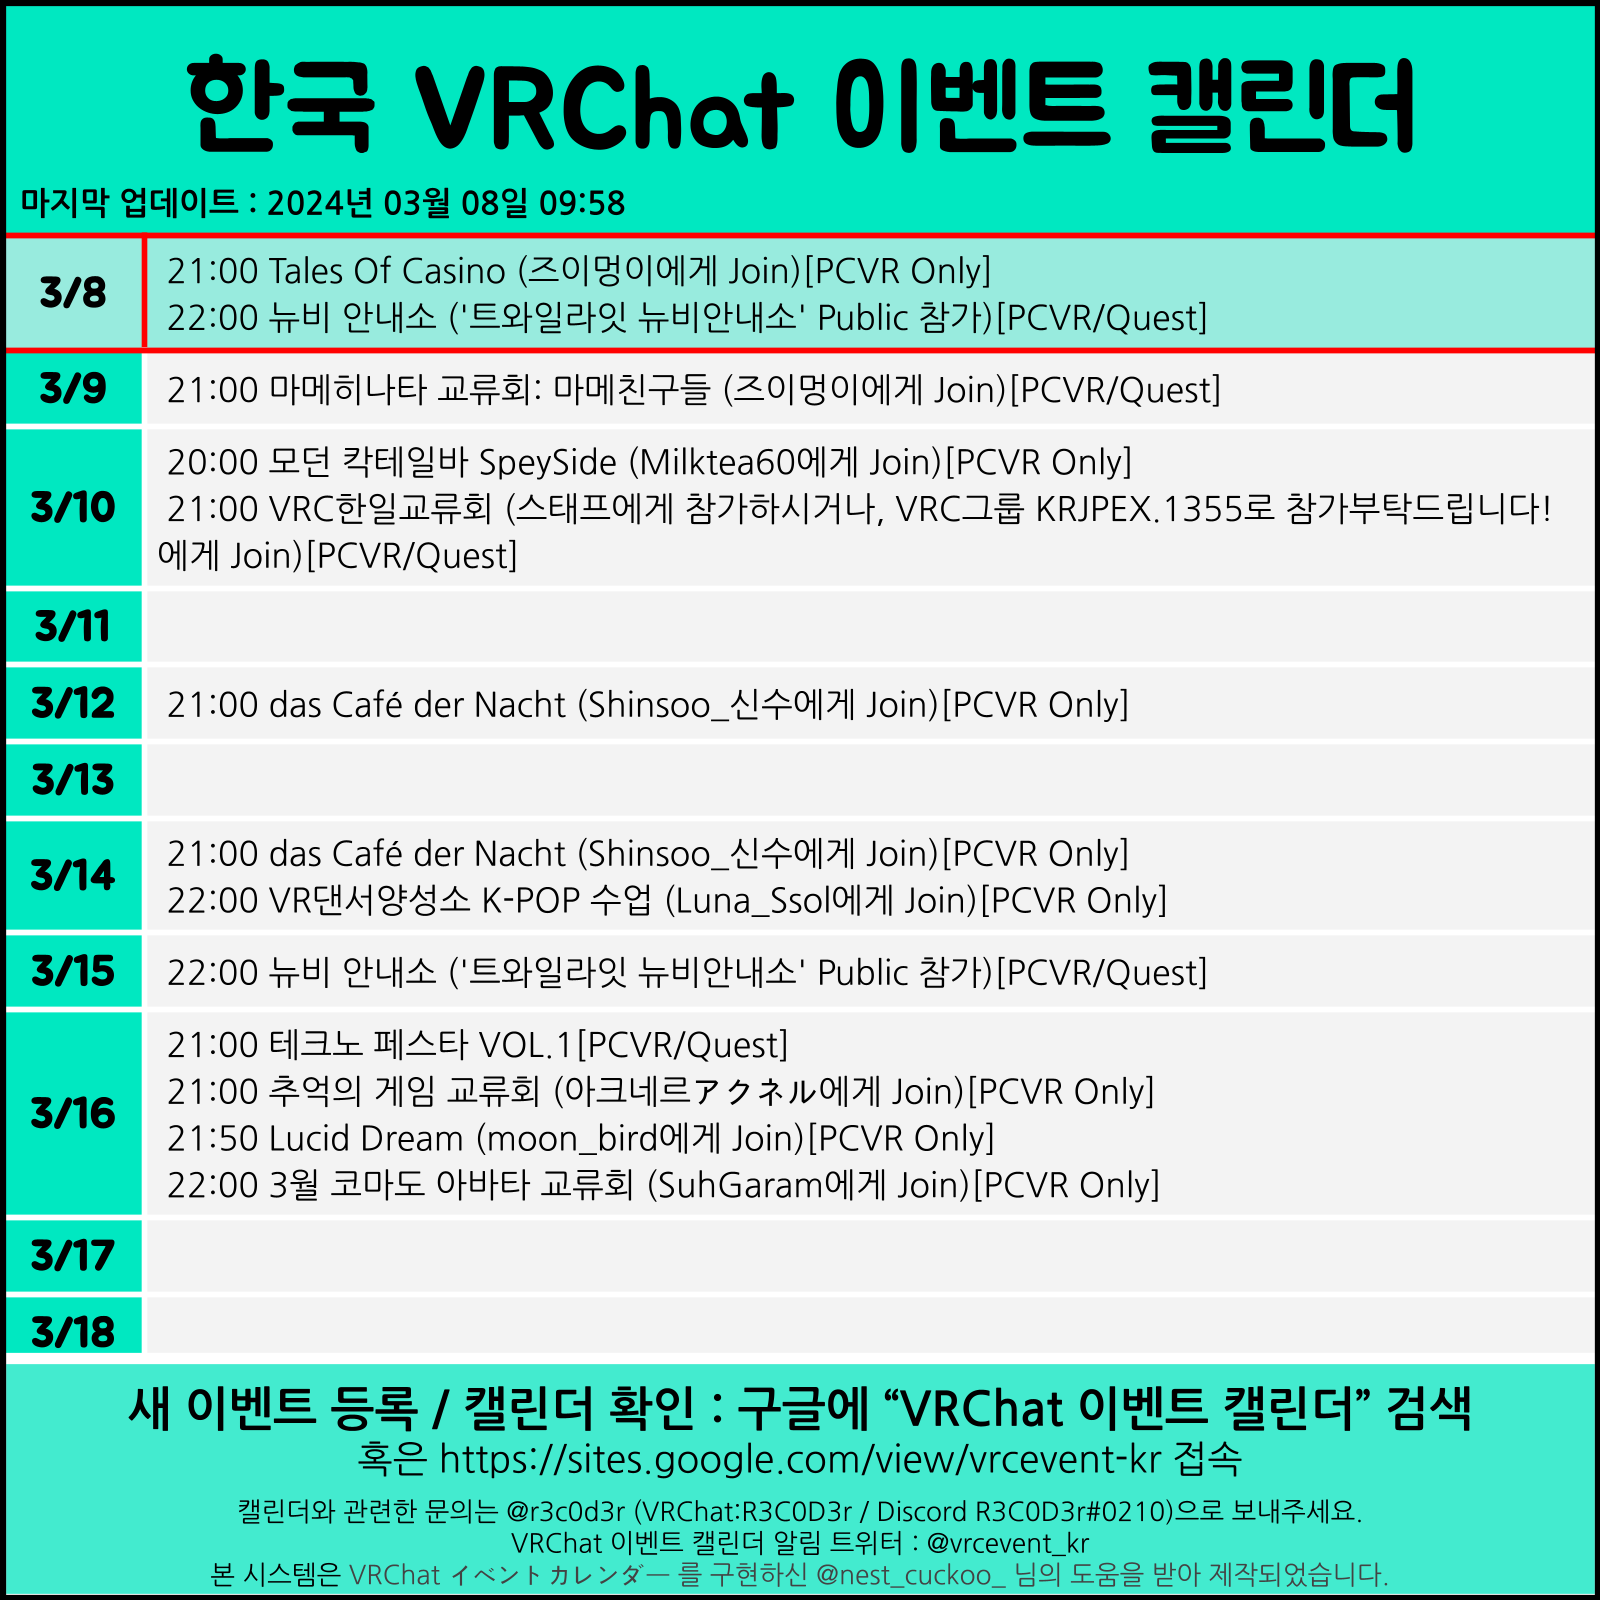 한국 VRChat 이벤트 캘린더
마지막 업데이트 : 2024년 03월 08일 09:58
3/8
21:00 Tales Of Casino (즈이멍이에게 Join)[PCVR Only]
22:00 뉴비 안내소 ('트와일라잇 뉴비안내소' Public 참가)[PCVR/Quest]
3/9
21:00 마메히나타 교류회: 마메친구들 (즈이멍이에게 Join)[PCVR/Quest]
3/10
20:00 모던 칵테일바 SpeySide (Milktea60에게 Join)[PCVR Only]
21:00 VRC한일교류회 (스태프에게 참가하시거나, VRC그룹 KRJPEX.1355로 참가부탁드립니다!
에게 Join)[PCVR/Quest]
3/11
3/12
21:00 das Café der Nacht (Shinsoo_신수에게 Join)[PCVR Only]
3/13
3/14
21:00 das Café der Nacht (Shinsoo_신수에게 Join)[PCVR Only]
22:00 VR댄서양성소 K-POP 수업 (Luna_Ssol에게 Join)[PCVR Only]
3/15
22:00 뉴비 안내소 ('트와일라잇 뉴비안내소' Public 참가)[PCVR/Quest]
3/16
21:00 테크노 페스타 VOL.1[PCVR/Quest]
21:00 추억의 게임 교류회 (아크네르アクネル에게 Join)[PCVR Only]
21:50 Lucid Dream (moon_bird에게 Join)[PCVR Only]
22:00 3월 코마도 아바타 교류회 (SuhGaram에게 Join)[PCVR Only]
3/17
3/18
새 이벤트 등록 / 캘린더 확인 : 구글에 “VRChat 이벤트 캘린더” 검색
혹은 https://sites.google.com/view/vrcevent-kr 접속
캘린더와 관련한 문의는 @r3c0d3r (VRChat:R3C0D3r / Discord R3C0D3r#0210)으로 보내주세요.
VRChat 이벤트 캘린더 알림 트위터 : @vrcevent_kr
본 시스템은 VRChat イベントカレンダー 를 구현하신 @nest_cuckoo_ 님의 도움을 받아 제작되었습니다.